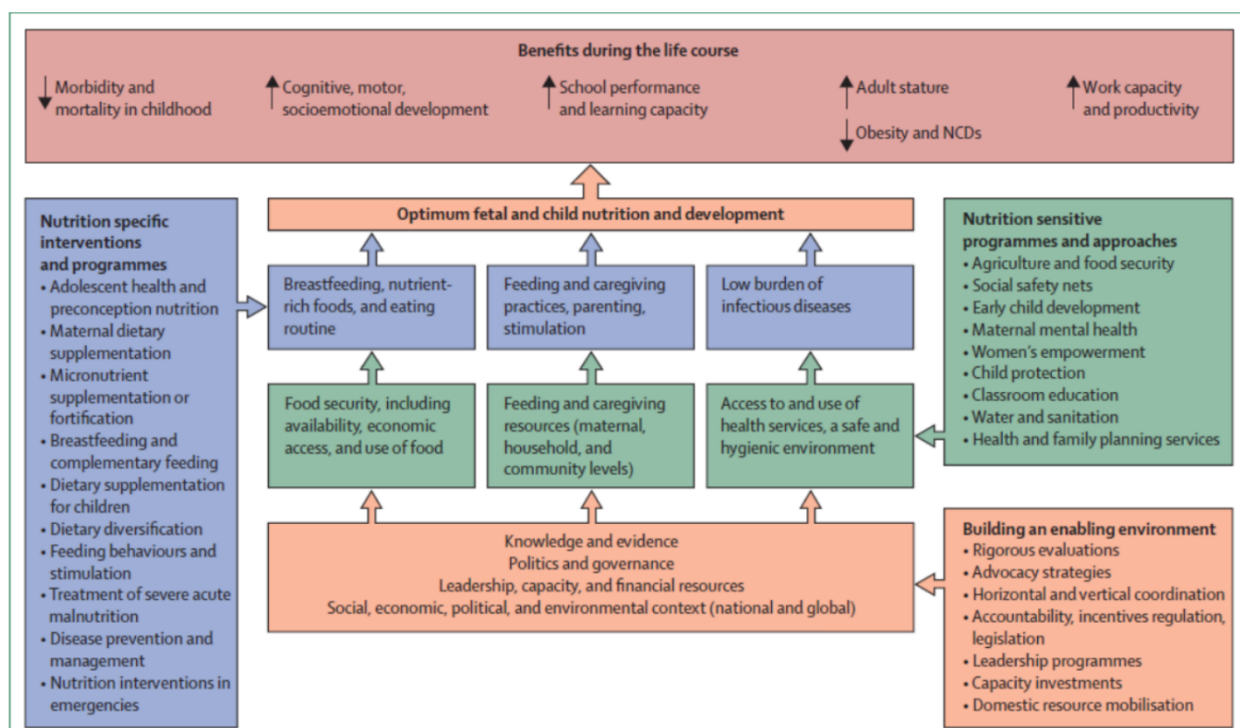 Benefits during the life course
Morbidity and
mortality in childhood
Cognitive, motor,
socioemotional development
School performance
and learning capacity
Adult stature
Obesity and NCDs
Work capacity
and productivity
Nutrition specific
interventions
and programmes
• Adolescent health and
preconception nutrition
• Maternal dietary
supplementation
• Micronutrient
supplementation or
fortification
• Breastfeeding and
complementary feeding
• Dietary supplementation
for children
• Dietary diversification
• Feeding behaviours and
stimulation
• Treatment of severe acute
malnutrition
• Disease prevention and
management
• Nutrition interventions in
emergencies
Optimum fetal and child nutrition and development
Breastfeeding, nutrient-
rich foods, and eating
routine
Feeding and caregiving
practices, parenting,
stimulation
Low burden of
infectious diseases
Food security, including
availability, economic
access, and use of food
Feeding and caregiving
resources (maternal,
household, and
community levels)
Access to and use of
health services, a safe and
hygienic environment
Knowledge and evidence
Politics and governance
Leadership, capacity, and financial resources
Social, economic, political, and environmental context (national and global)
Nutrition sensitive
programmes and approaches
• Agriculture and food security
• Social safety nets
• Early child development
• Maternal mental health
• Women's empowerment
• Child protection
• Classroom education
• Water and sanitation
• Health and family planning services
Building an enabling environment
• Rigorous evaluations
• Advocacy strategies
• Horizontal and vertical coordination
• Accountability, incentives regulation,
legislation
• Leadership programmes
• Capacity investments
• Domestic resource mobilisation